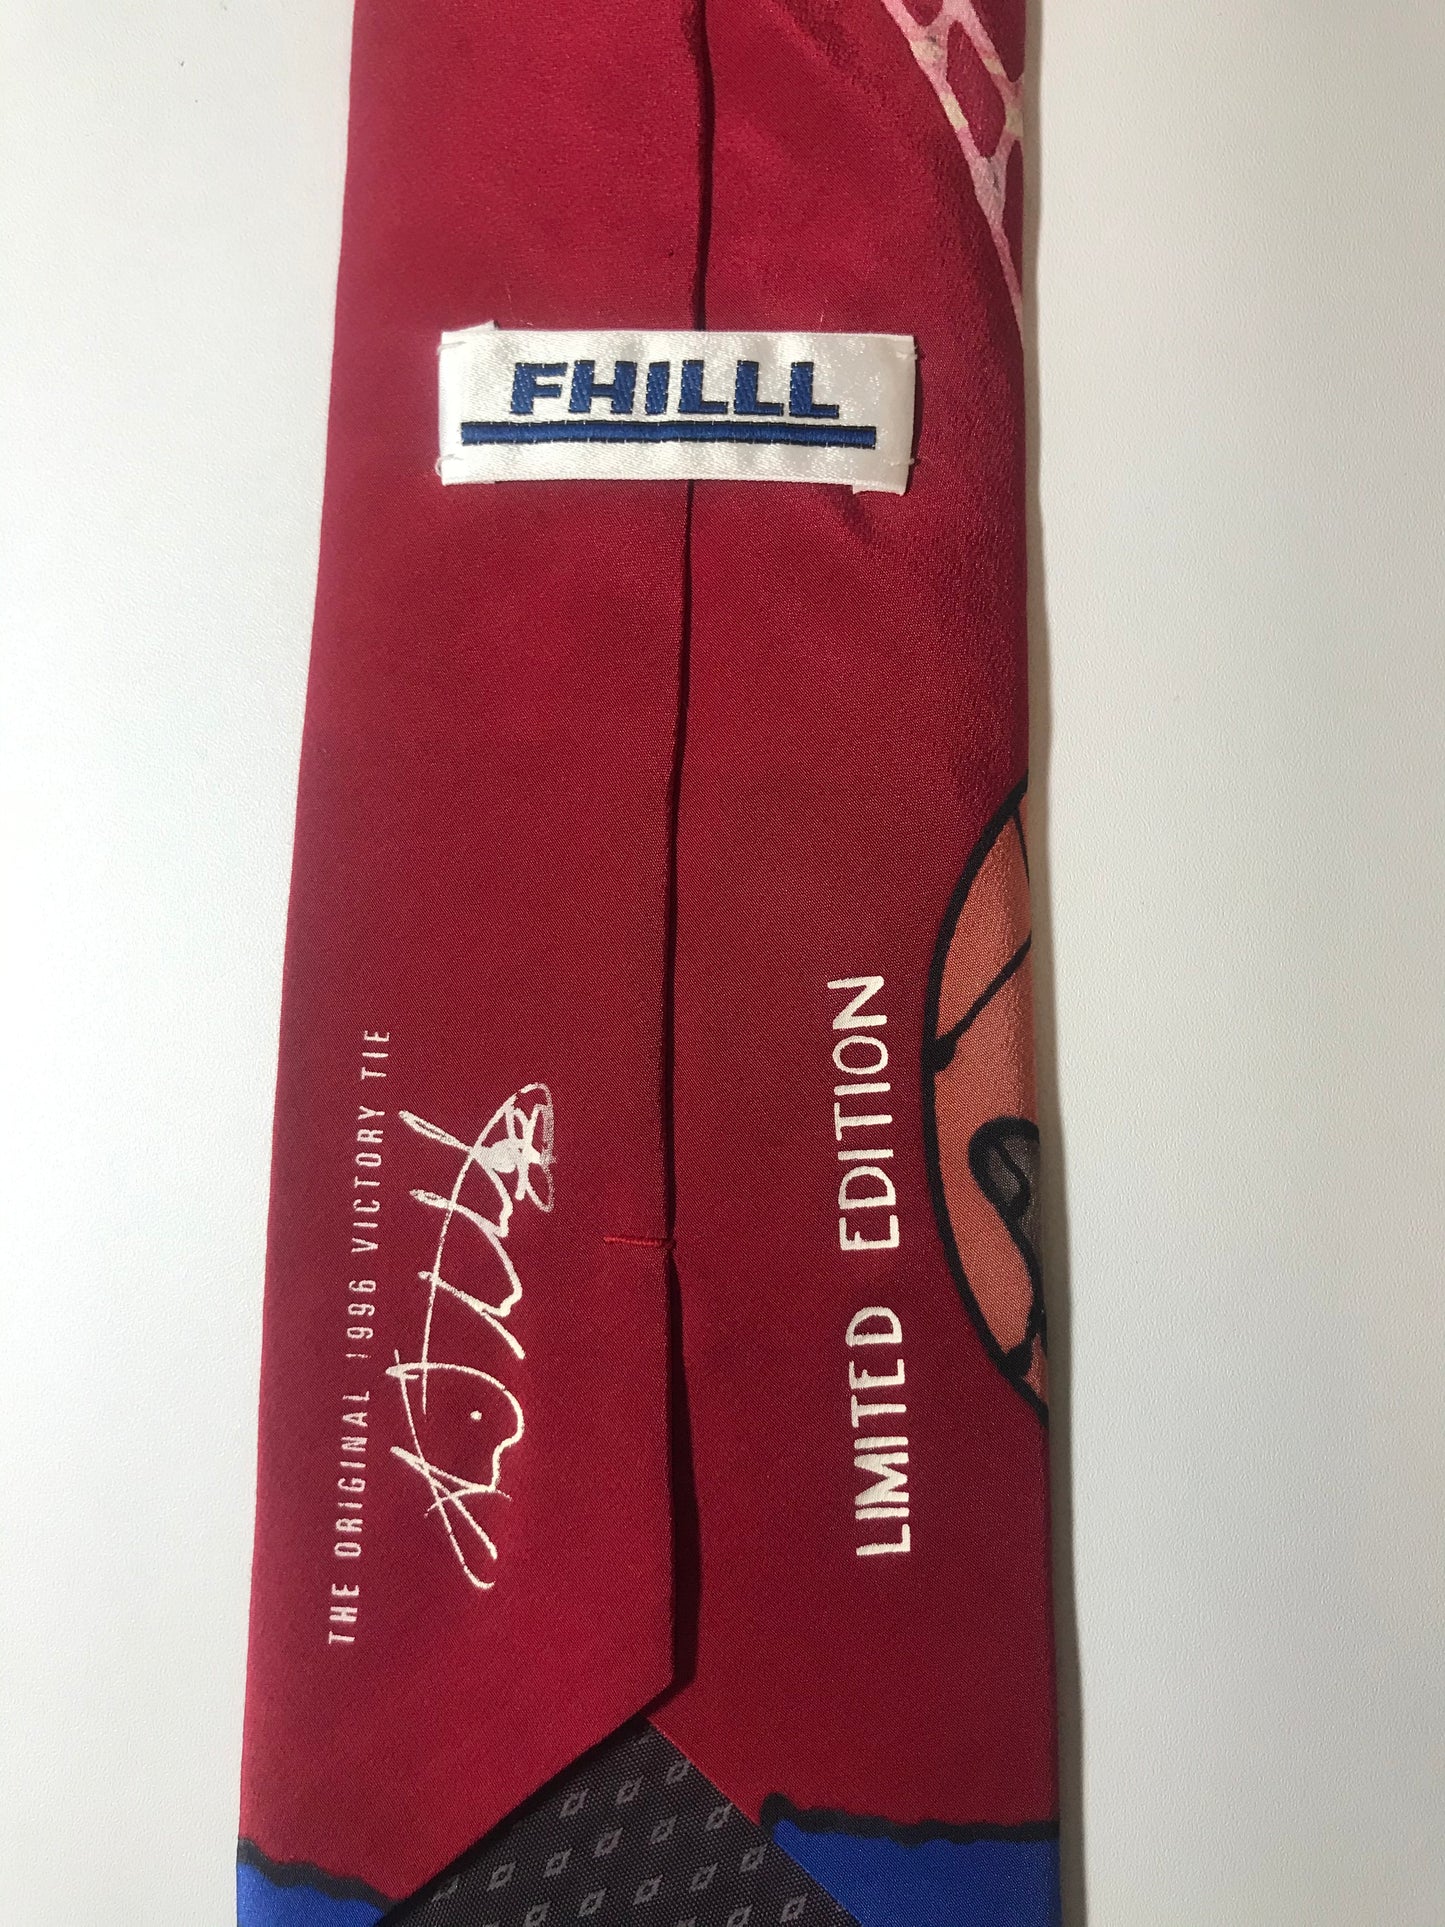 FHILLL
THE ORIGINAL 1996 VICTORY TIE
LIMITED EDITION